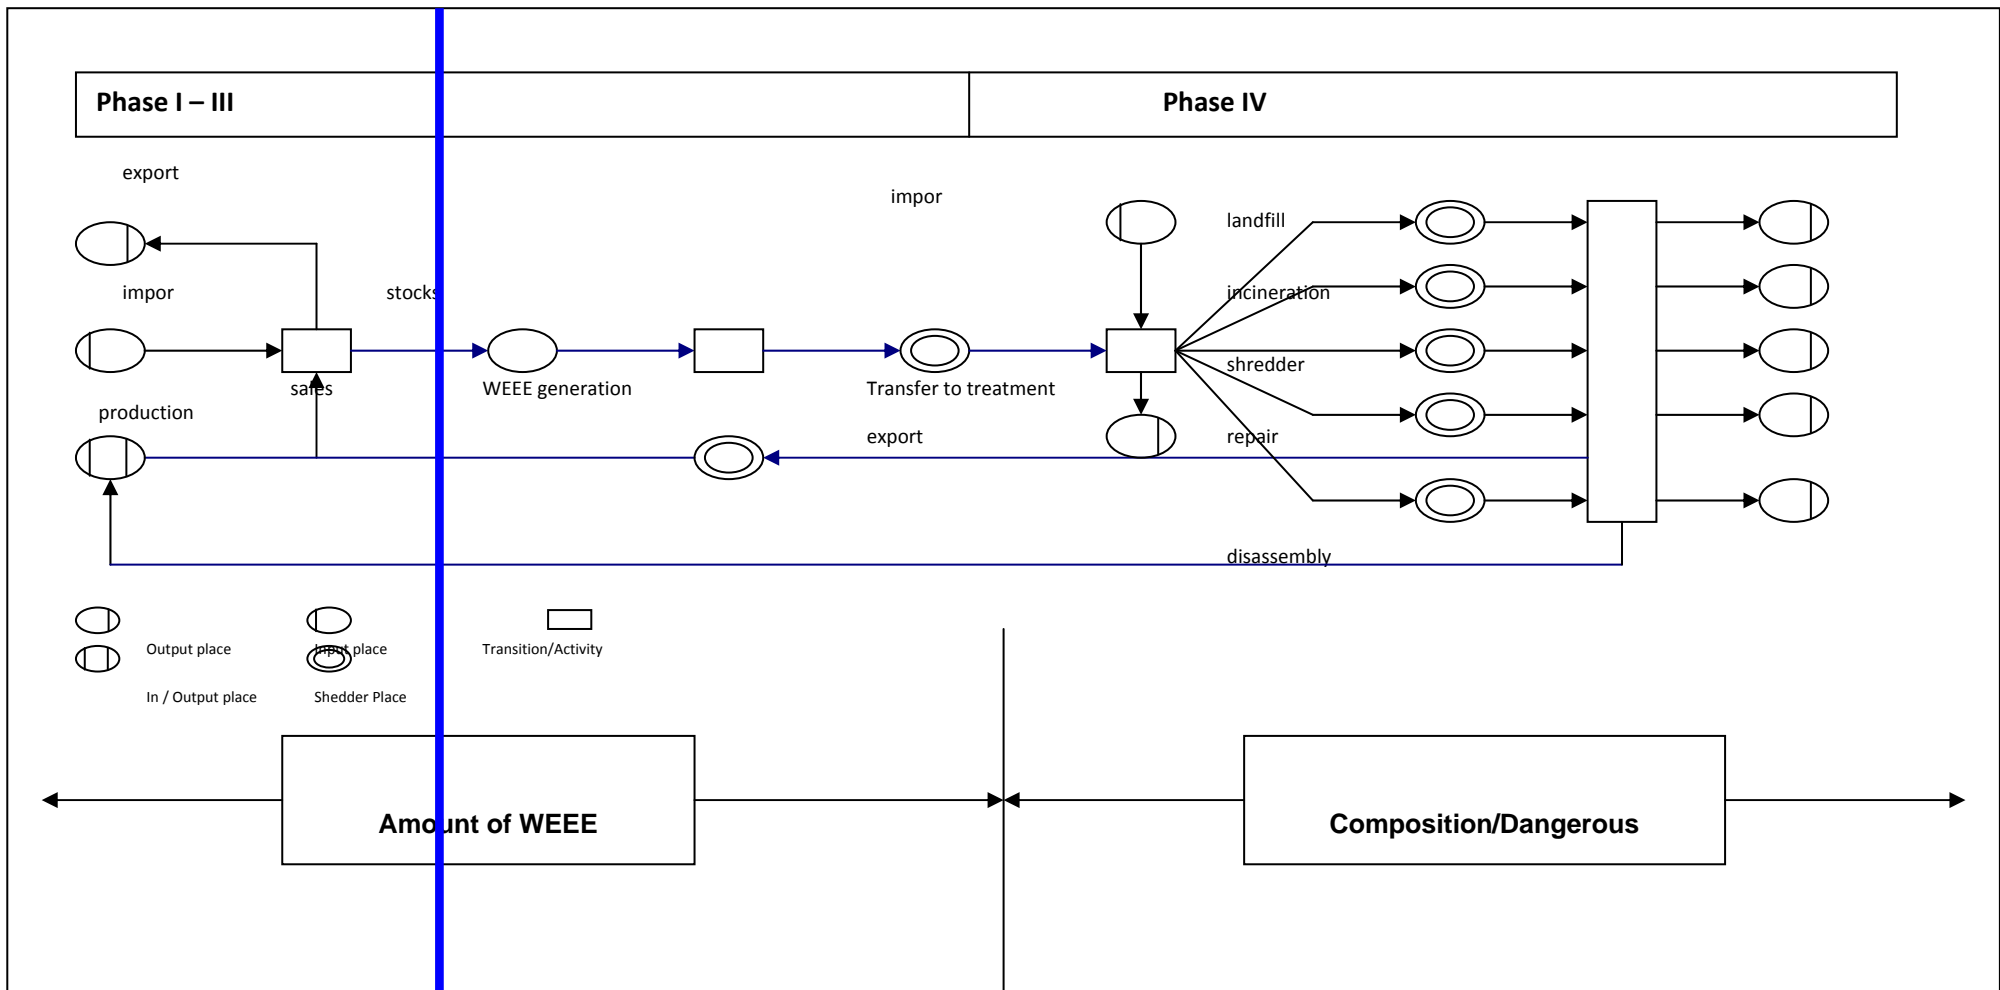 Phase I – III
Phase IV
export
impor
landfill
impor
stocks
incineration
shredder
sales
WEEE generation
Transfer to treatment
production
export
repair
disassembly
Output place
Input place
Transition/Activity
In / Output place
Shedder Place
Amount of WEEE
Composition/Dangerous